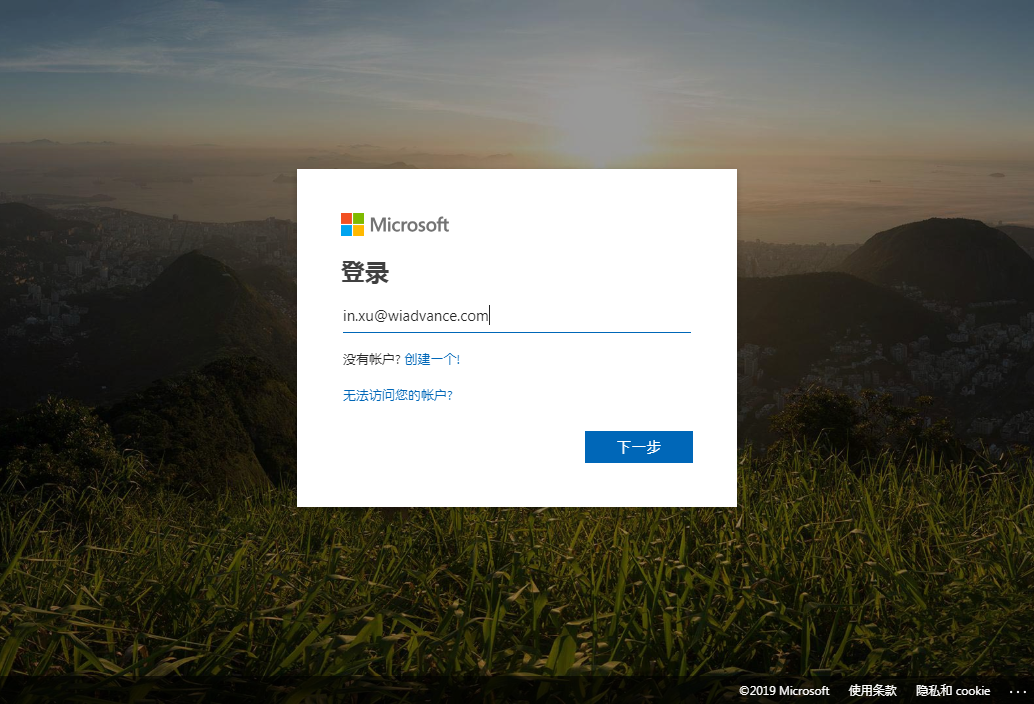 Microsoft
登录
in.xu@wiadvance.com
没有帐户? 创建一个!
无法访问您的帐户?
下一步
©2019 Microsoft 使用条款 隐私和 cookie ...